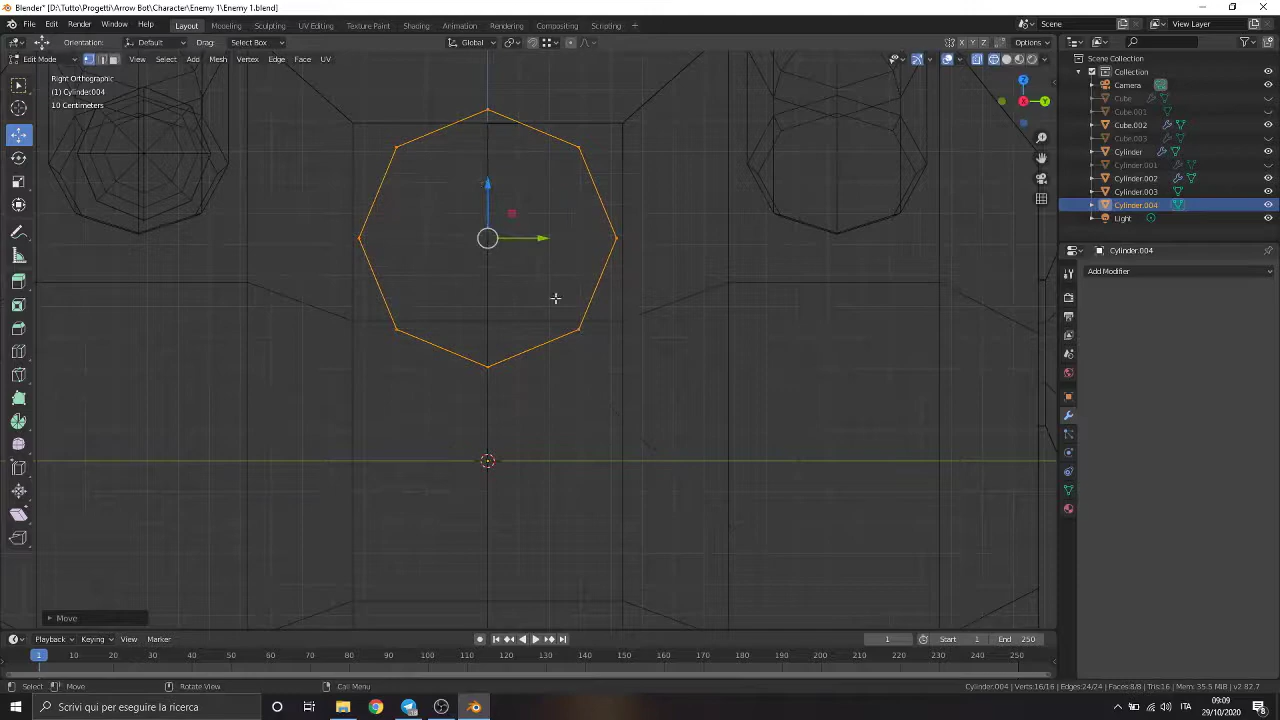 Blender* [D:\Tutto\Progetti\Arrow Bot\Character\Enemy 1\Enemy 1.blend]
File Edit Render Window Help Layout Modeling Sculpting UV Editing Texture Paint Shading Animation Rendering Compositing Scripting Scene View Layer
Orientation: Default Drag: Select Box Global X Y Z Options
Edit Mode View Select Add Mesh Vertex Edge Face UV
Right Orthographic
(1) Cylinder.004
10 Centimeters
Z
X
Y
Move
Scene Collection
Collection
Camera
Cube
Cube.001
Cube.002
Cube.003
Cylinder
Cylinder.001
Cylinder.002
Cylinder.003
Cylinder.004
Light
Cylinder.004
Add Modifier
Playback Keying View Marker 1 Start 1 End 250
1 10 20 30 40 50 60 70 80 90 100 110 120 130 140 150 160 170 180 190 200 210 220 230 240 250
Select Move Rotate View Call Menu Cylinder.004 | Verts:16/16 | Edges:24/24 | Faces:8/8 | Tris:16 | Mem: 35.5 MiB | v2.82.7
Scrivi qui per eseguire la ricerca ITA 09:09
29/10/2020